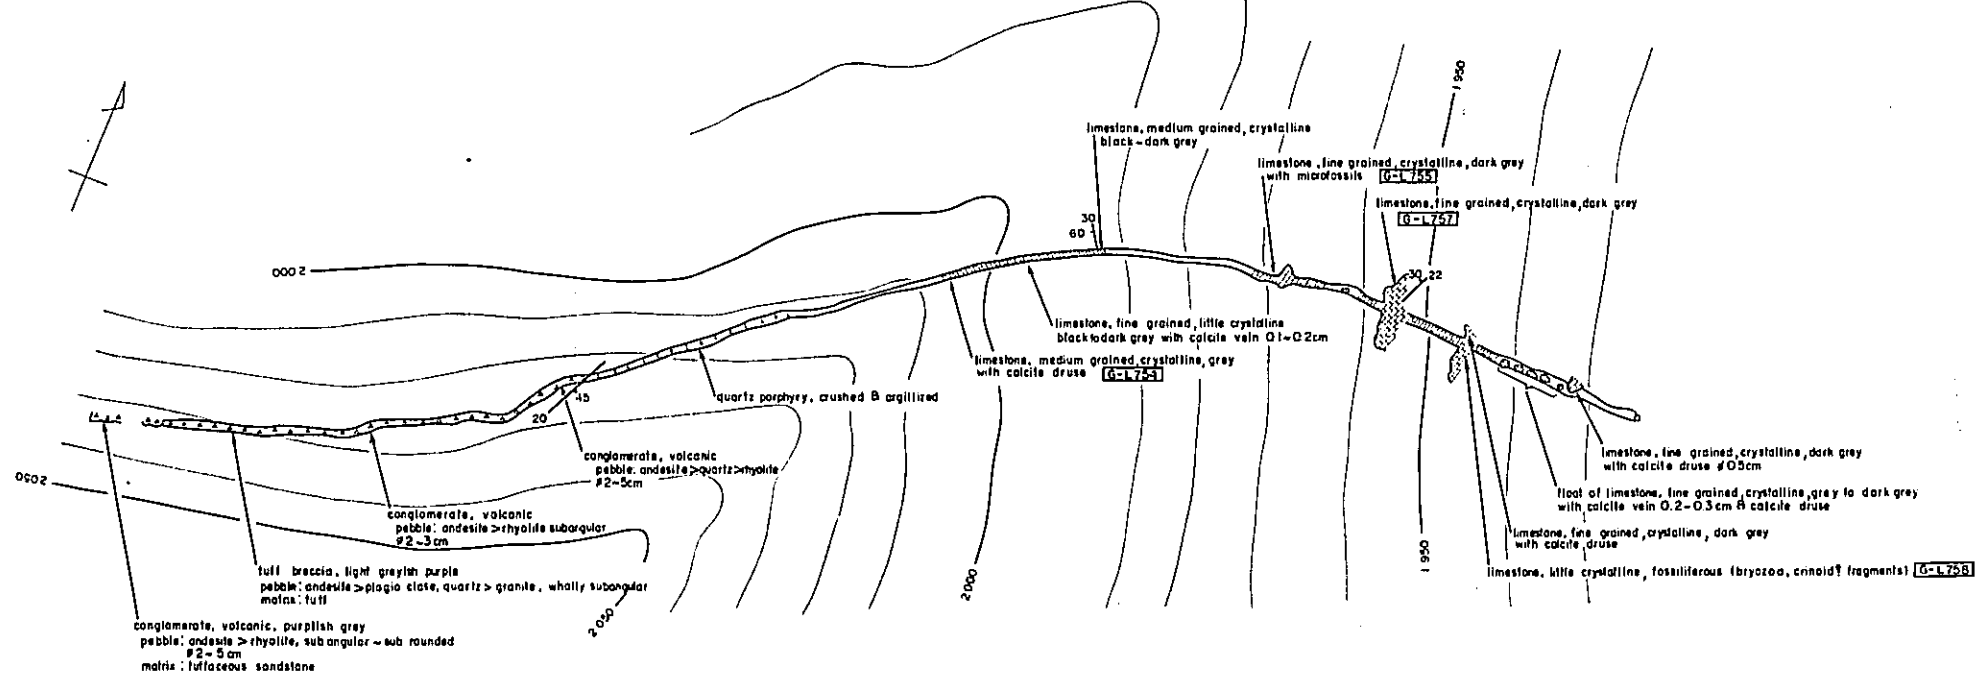 1950
limestone, medium grained, crystalline
black~dark grey
limestone, fine grained, crystalline, dark grey
with microfossils G-L755
limestone, fine grained, crystalline, dark grey
G-L757
30
60
2000
30 22
limestone, fine grained, little crystalline
black to dark grey with calcite vein 0.1~0.2cm
limestone, medium grained, crystalline, grey
with calcite druse G-L754
quartz porphyry, crushed & argillized
45
20
conglomerate, volcanic
pebble: andesite>quartz>rhyolite
ø2~5cm
limestone, fine grained, crystalline, dark grey
with calcite druse ø05cm
2050
float of limestone, fine grained, crystalline, grey to dark grey
with calcite vein 0.2~0.3cm & calcite druse
conglomerate, volcanic
pebble: andesite>rhyolite subangular
ø2~3cm
limestone, fine grained, crystalline, dark grey
with calcite druse
1950
tuff breccia, light greyish purple
pebble: andesite>plagio clase, quartz>granite, whally subangular
matrix: tuff
limestone, little crystalline, fossiliferous (bryozoa, crinoid? fragments) G-L758
2000
2050
conglomerate, volcanic, purplish grey
pebble: andesite>rhyolite, subangular~sub rounded
ø2~5cm
matrix: tuffaceous sandstone